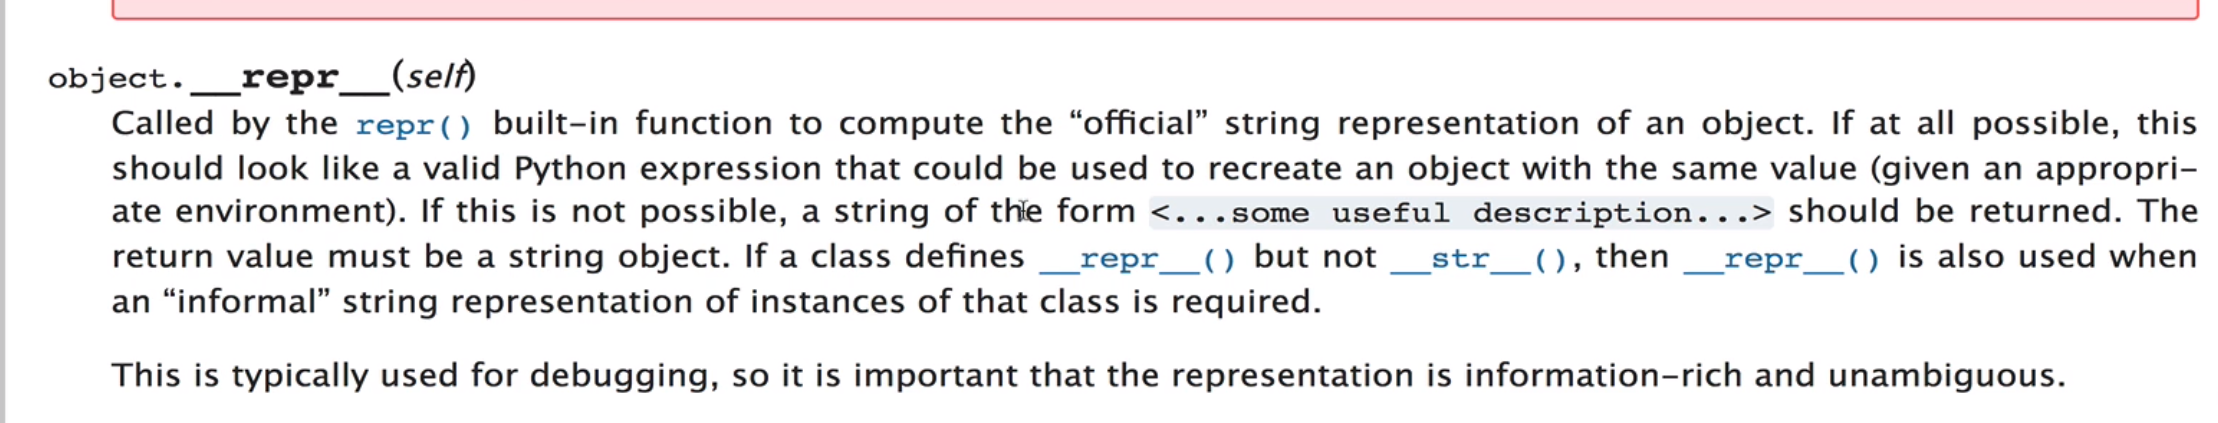 object.__repr__(self)
Called by the repr() built-in function to compute the “official” string representation of an object. If at all possible, this
should look like a valid Python expression that could be used to recreate an object with the same value (given an appropri-
ate environment). If this is not possible, a string of the form <...some useful description...> should be returned. The
return value must be a string object. If a class defines __repr__() but not __str__(), then __repr__() is also used when
an “informal” string representation of instances of that class is required.
This is typically used for debugging, so it is important that the representation is information-rich and unambiguous.